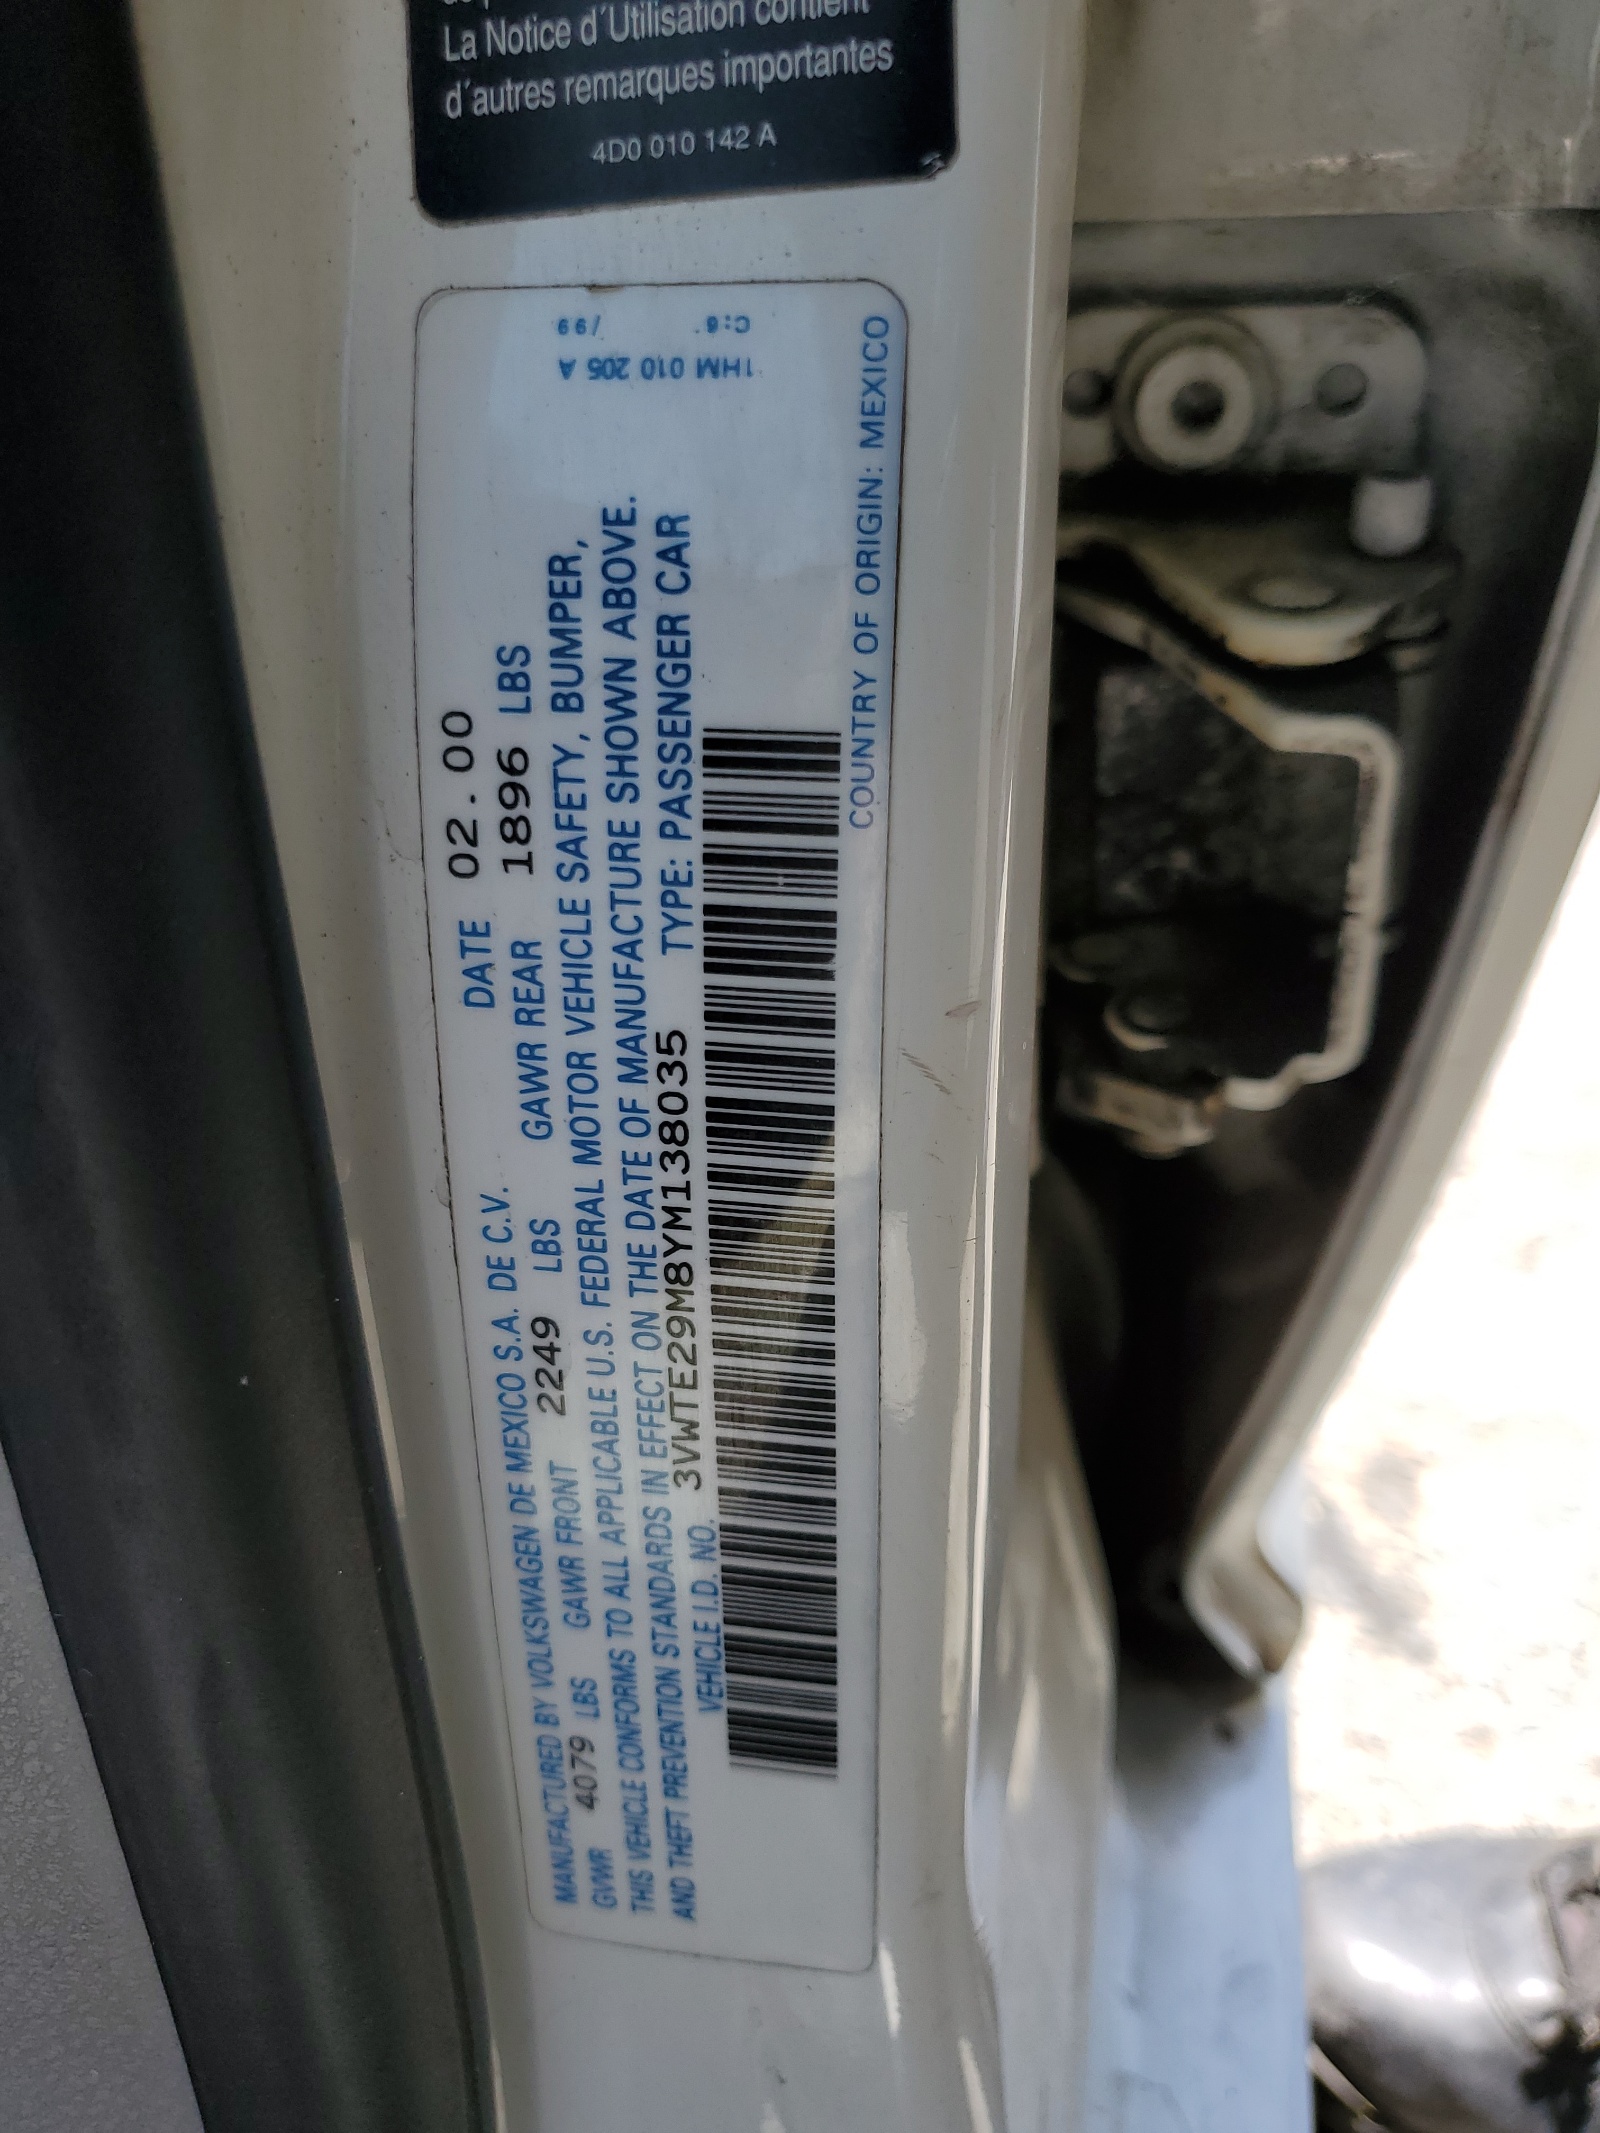 La Notice d'Utilisation contient
d'autres remarques importantes
4D0 010 142 A
MANUFACTURED BY VOLKSWAGEN DE MEXICO S.A. DE C.V. DATE 02.00
GVWR 4079 LBS GAWR FRONT 2249 LBS GAWR REAR 1896 LBS
THIS VEHICLE CONFORMS TO ALL APPLICABLE U.S. FEDERAL MOTOR VEHICLE SAFETY, BUMPER,
AND THEFT PREVENTION STANDARDS IN EFFECT ON THE DATE OF MANUFACTURE SHOWN ABOVE.
VEHICLE I.D. NO. 3VWTE29M8YM138035 TYPE: PASSENGER CAR
COUNTRY OF ORIGIN: MEXICO
1HM 010 205 A
C:6. /99